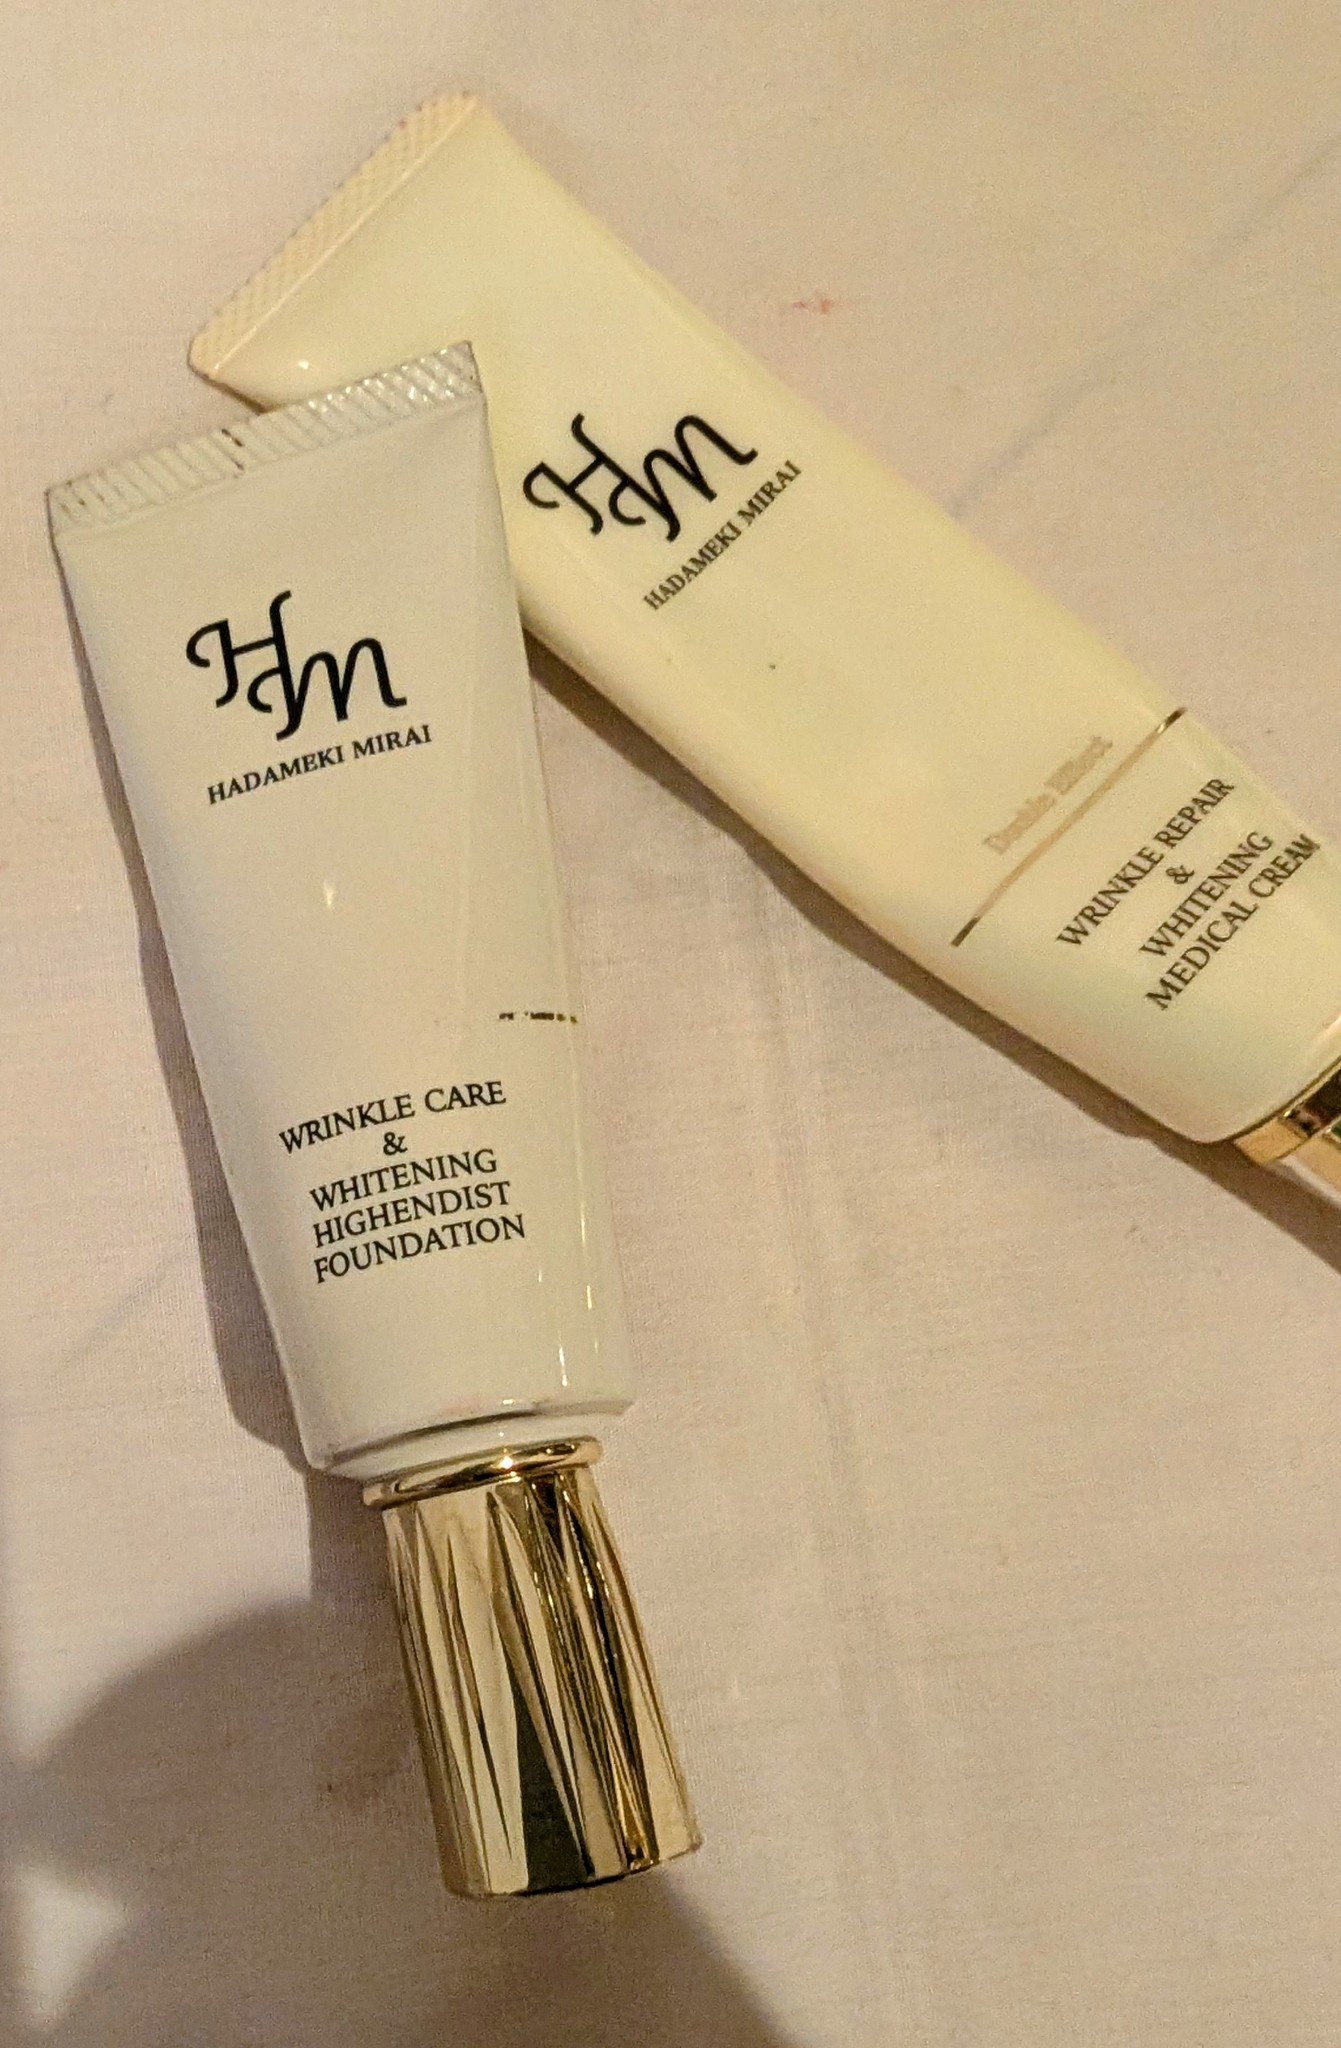 HM
HADAMEKI MIRAI
WRINKLE CARE
&
WHITENING
HIGHENDIST
FOUNDATION
HM
HADAMEKI MIRAI
Double Effect
WRINKLE REPAIR
&
WHITENING
MEDICAL CREAM